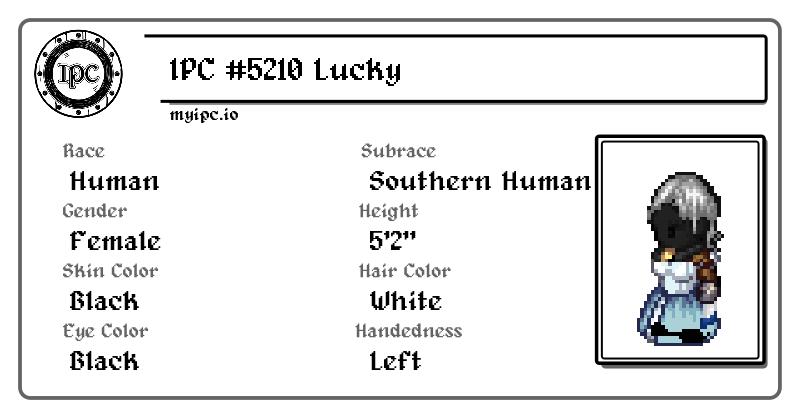 IPC
IPC #5210 Lucky
myipc.io
Race
Human
Subrace
Southern Human
Gender
Female
Height
5'2"
Skin Color
Black
Hair Color
White
Eye Color
Black
Handedness
Left